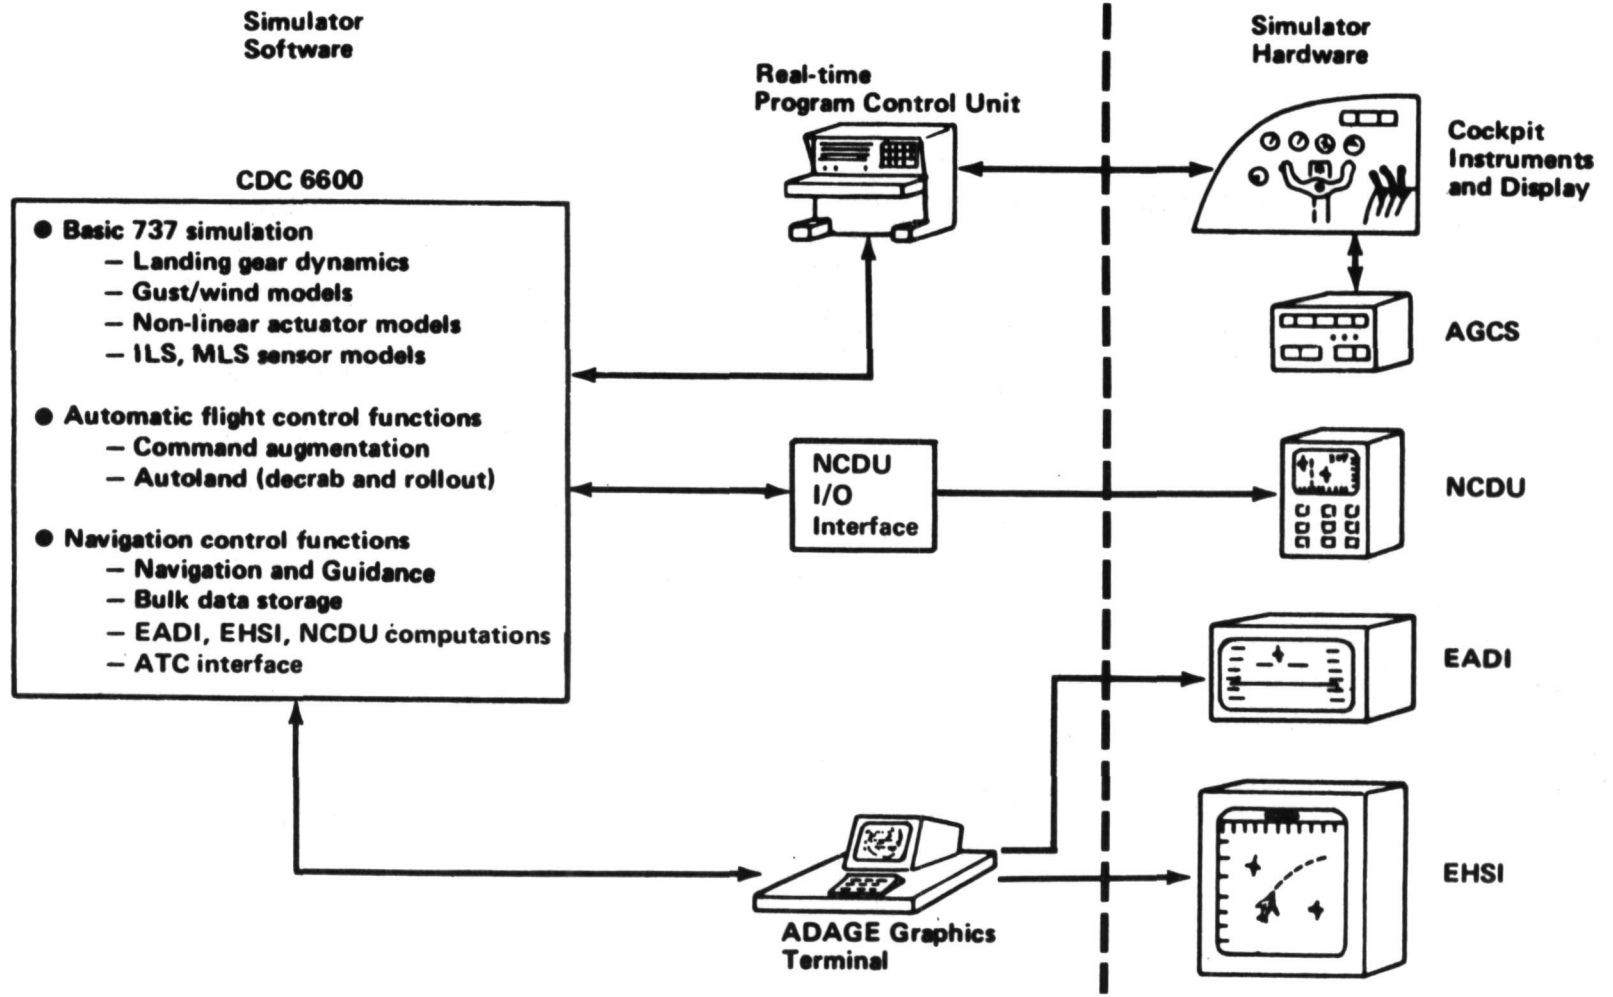 Simulator
Software
Simulator
Hardware
Real-time
Program Control Unit
Cockpit
Instruments
and Display
CDC 6600
● Basic 737 simulation
— Landing gear dynamics
— Gust/wind models
— Non-linear actuator models
— ILS, MLS sensor models
● Automatic flight control functions
— Command augmentation
— Autoland (decrab and rollout)
● Navigation control functions
— Navigation and Guidance
— Bulk data storage
— EADI, EHSI, NCDU computations
— ATC interface
AGCS
NCDU
I/O
Interface
NCDU
EADI
EHSI
ADAGE Graphics
Terminal